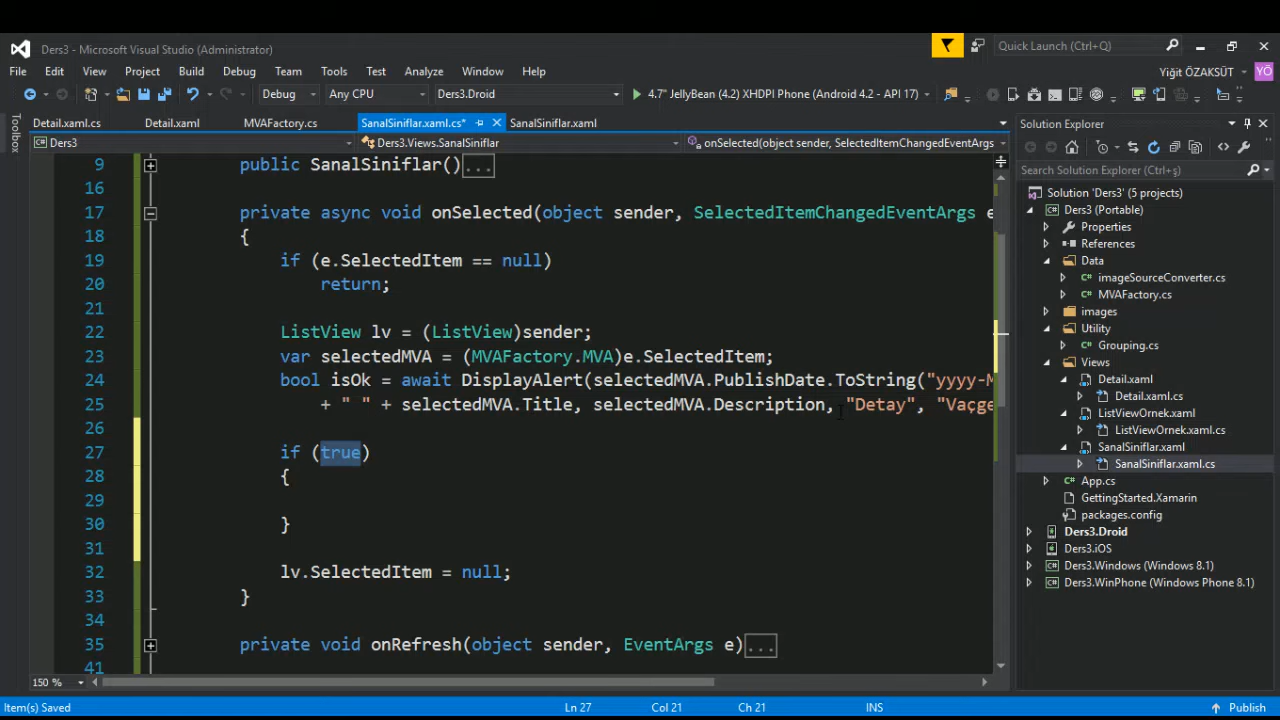 Ders3 - Microsoft Visual Studio (Administrator)
Quick Launch (Ctrl+Q)
File Edit View Project Build Debug Team Tools Test Analyze Window Help
Yiğit ÖZAKSÜT YÖ
Debug Any CPU Ders3.Droid 4.7" JellyBean (4.2) XHDPI Phone (Android 4.2 - API 17)
Toolbox
Detail.xaml.cs Detail.xaml MVAFactory.cs SanalSiniflar.xaml.cs* SanalSiniflar.xaml
Ders3 Ders3.Views.SanalSiniflar onSelected(object sender, SelectedItemChangedEventArgs
9 public SanalSiniflar()...
16
17 private async void onSelected(object sender, SelectedItemChangedEventArgs e
18 {
19 if (e.SelectedItem == null)
20 return;
21
22 ListView lv = (ListView)sender;
23 var selectedMVA = (MVAFactory.MVA)e.SelectedItem;
24 bool isOk = await DisplayAlert(selectedMVA.PublishDate.ToString("yyyy-M
25 + " " + selectedMVA.Title, selectedMVA.Description, "Detay", "Vaçge
26
27 if (true)
28 {
29
30 }
31
32 lv.SelectedItem = null;
33 }
34
35 private void onRefresh(object sender, EventArgs e)...
41
150 %
Solution Explorer
Search Solution Explorer (Ctrl+ş)
Solution 'Ders3' (5 projects)
Ders3 (Portable)
Properties
References
Data
imageSourceConverter.cs
MVAFactory.cs
images
Utility
Grouping.cs
Views
Detail.xaml
Detail.xaml.cs
ListViewOrnek.xaml
ListViewOrnek.xaml.cs
SanalSiniflar.xaml
SanalSiniflar.xaml.cs
App.cs
GettingStarted.Xamarin
packages.config
Ders3.Droid
Ders3.iOS
Ders3.Windows (Windows 8.1)
Ders3.WinPhone (Windows Phone 8.1)
Item(s) Saved Ln 27 Col 21 Ch 21 INS Publish